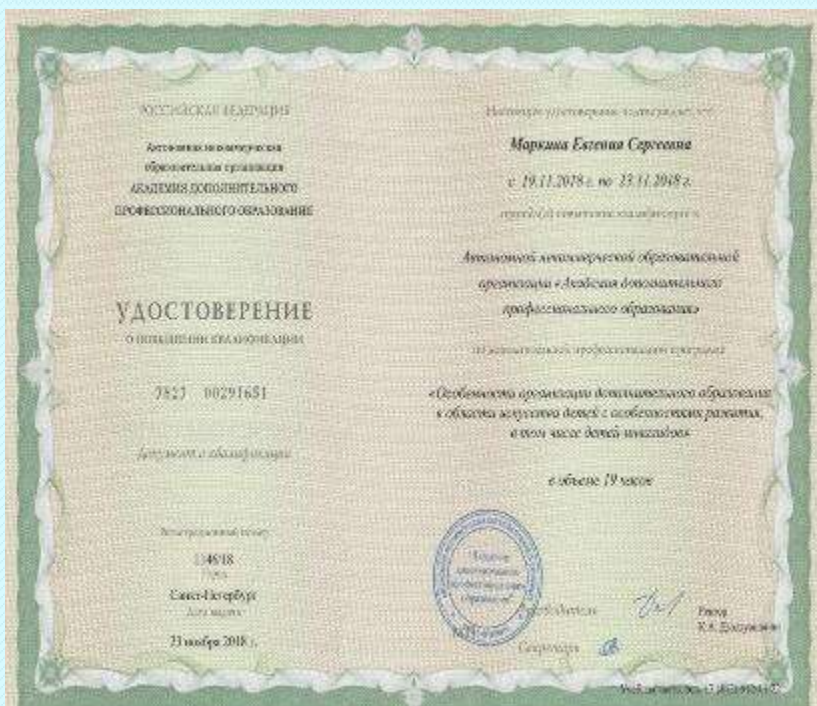 РОССИЙСКАЯ ФЕДЕРАЦИЯ
Автономная некоммерческая
образовательная организация
АКАДЕМИЯ ДОПОЛНИТЕЛЬНОГО
ПРОФЕССИОНАЛЬНОГО ОБРАЗОВАНИЕ
УДОСТОВЕРЕНИЕ
О ПОВЫШЕНИИ КВАЛИФИКАЦИИ
7827 00291651
Документ о квалификации
Регистрационный номер
1146/18
Город
Санкт-Петербург
Дата выдачи
23 ноября 2018 г.
Настоящее удостоверение подтверждает, что
Маркина Евгения Сергеевна
с 19.11.2018 г. по 23.11.2018 г.
прошёл(а) повышение квалификации в
Автономной некоммерческой образовательной
организации «Академия дополнительного
профессионального образования»
по дополнительной профессиональной программе
«Особенности организации дополнительного образования
в области искусства детей с особенностями развития,
в том числе детей-инвалидов»
в объеме 19 часов
Руководитель
Ректор
К.А.
Секретарь